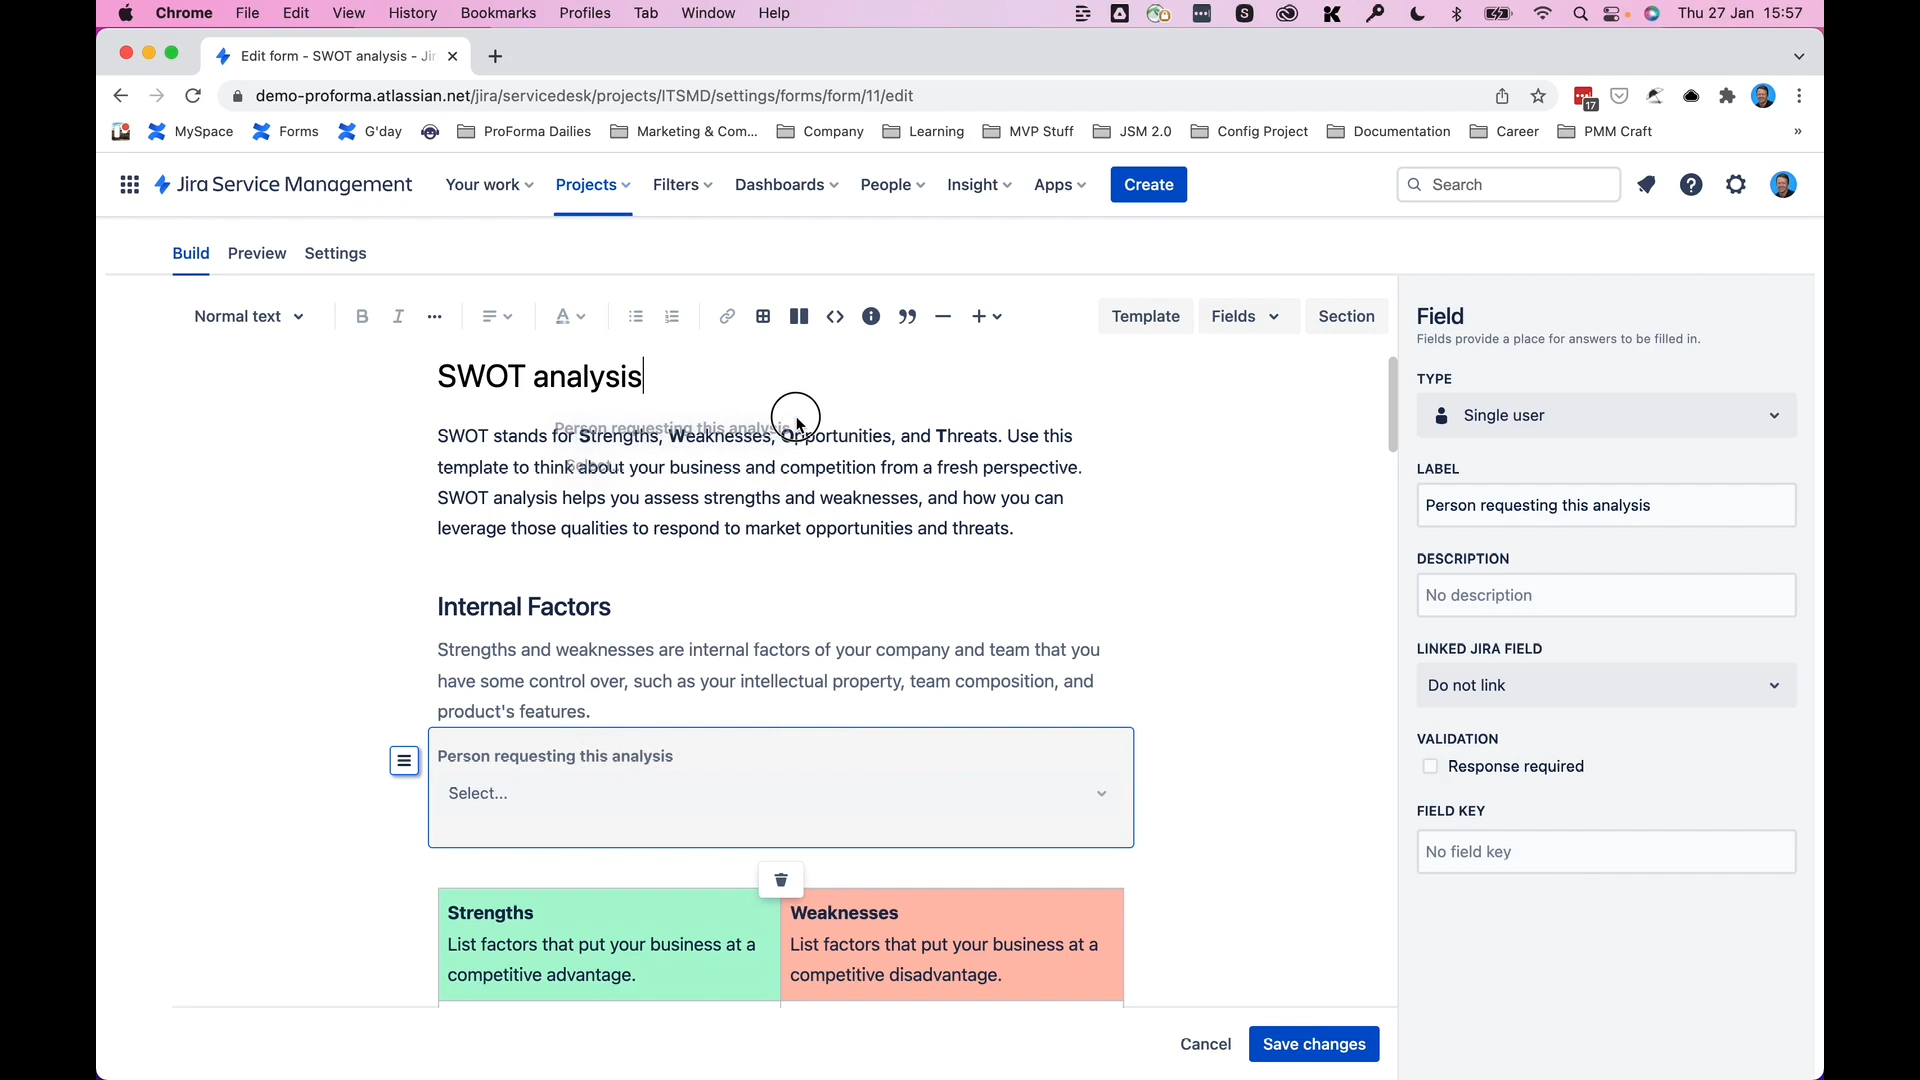 Chrome File Edit View History Bookmarks Profiles Tab Window Help Thu 27 Jan 15:57
Edit form - SWOT analysis - Jir
demo-proforma.atlassian.net/jira/servicedesk/projects/ITSMD/settings/forms/form/11/edit
17
MySpace Forms G'day ProForma Dailies Marketing & Com... Company Learning MVP Stuff JSM 2.0 Config Project Documentation Career PMM Craft »
Jira Service Management Your work Projects Filters Dashboards People Insight Apps Create Search
Build Preview Settings
Normal text B I ... A Template Fields Section
SWOT analysis
Person requesting this analysis
SWOT stands for Strengths, Weaknesses, Opportunities, and Threats. Use this
Select...
template to think about your business and competition from a fresh perspective.
SWOT analysis helps you assess strengths and weaknesses, and how you can
leverage those qualities to respond to market opportunities and threats.
Internal Factors
Strengths and weaknesses are internal factors of your company and team that you
have some control over, such as your intellectual property, team composition, and
product's features.
Person requesting this analysis
Select...
Strengths
List factors that put your business at a
competitive advantage.
Weaknesses
List factors that put your business at a
competitive disadvantage.
Cancel Save changes
Field
Fields provide a place for answers to be filled in.
TYPE
Single user
LABEL
Person requesting this analysis
DESCRIPTION
No description
LINKED JIRA FIELD
Do not link
VALIDATION
Response required
FIELD KEY
No field key